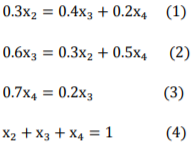 0.3x₂ = 0.4x₃ + 0.2x₄ (1)
0.6x₃ = 0.3x₂ + 0.5x₄ (2)
0.7x₄ = 0.2x₃ (3)
x₂ + x₃ + x₄ = 1 (4)